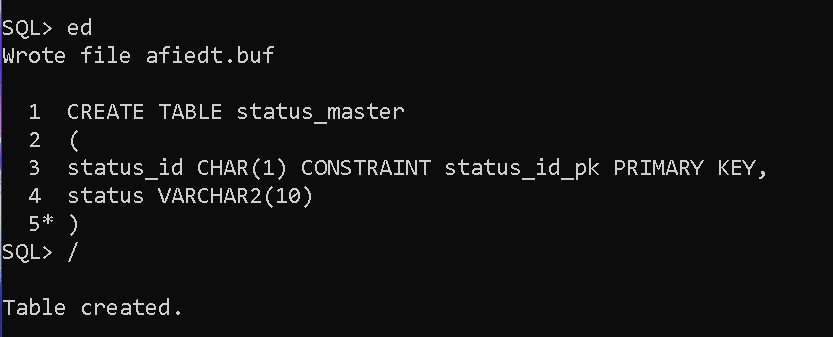 SQL> ed
Wrote file afiedt.buf
1 CREATE TABLE status_master
2 (
3 status_id CHAR(1) CONSTRAINT status_id_pk PRIMARY KEY,
4 status VARCHAR2(10)
5* )
SQL> /
Table created.